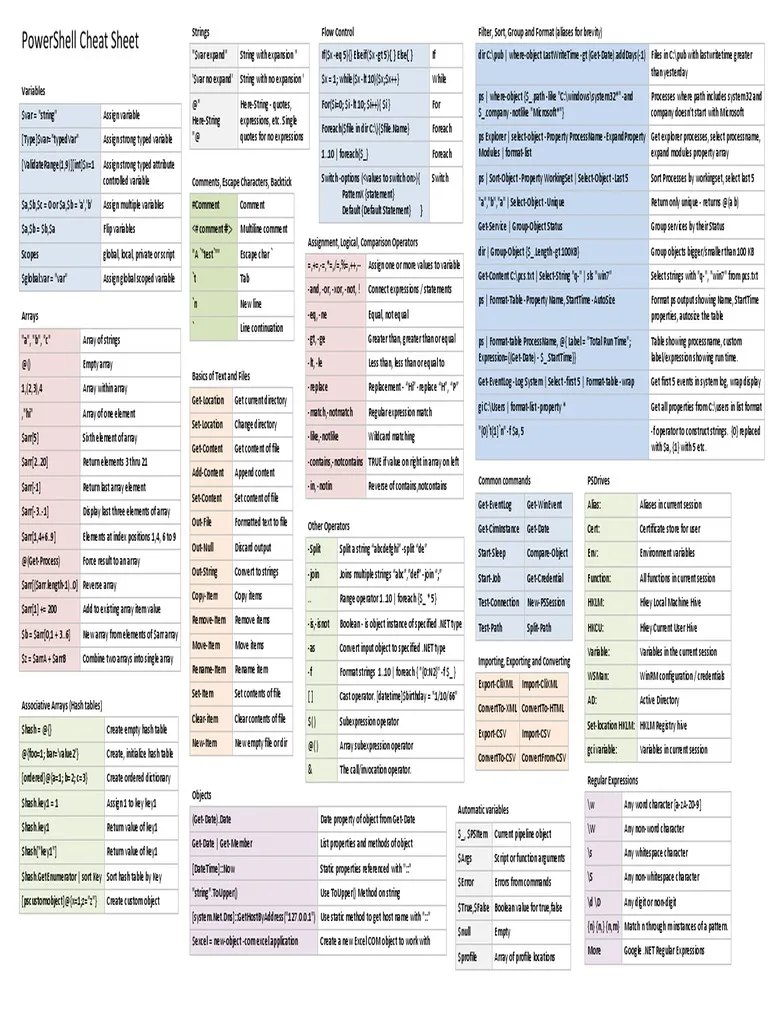 PowerShell Cheat Sheet
Variables
$var = "string" Assign variable
[Type]$var="typedVar" Assign strong typed variable
[ValidateRange(1,9)][int]$x=1 Assign strong typed attribute
controlled variable
$a,$b,$c = 0 or $a,$b = 'a','b' Assign multiple variables
$a,$b = $b,$a Flip variables
Scopes global, local, private or script
$global:var = "var" Assign global scoped variable
Arrays
"a", "b", "c" Array of strings
@() Empty array
1,(2,3),4 Array within array
,"hi" Array of one element
$arr[5] Sixth element of array
$arr[2..20] Return elements 3 thru 21
$arr[-1] Return last array element
$arr[-3..-1] Display last three elements of array
$arr[1,4+6..9] Elements at index positions 1,4, 6 to 9
@(Get-Process) Force result to an array
$arr[($arr.length-1)..0] Reverse array
$arr[1] += 200 Add to existing array item value
$b = $arr[0,1 + 3..6] New array from elements of $arr array
$z = $arrA + $arrB Combine two arrays into single array
Associative Arrays (Hash tables)
$hash = @{} Create empty hash table
@{foo=1; bar='value2'} Create, initialize hash table
[ordered]@{a=1; b=2; c=3} Create ordered dictionary
$hash.key1 = 1 Assign 1 to key key1
$hash.key1 Return value of key1
$hash["key1"] Return value of key1
$hash.GetEnumerator | sort Key Sort hash table by Key
[pscustomobject]@{x=1;z="z"} Create custom object
Strings
"$var expand" String with expansion "
'$var no expand' String with no expansion '
@" Here-String - quotes,
Here-String expressions, etc. Single
"@ quotes for no expressions
Comments, Escape Characters, Backtick
#Comment Comment
<# comment #> Multiline comment
"A `"test`"" Escape char `
`t Tab
`n New line
` Line continuation
Basics of Text and Files
Get-Location Get current directory
Set-Location Change directory
Get-Content Get content of file
Add-Content Append content
Set-Content Set content of file
Out-File Formatted text to file
Out-Null Discard output
Out-String Convert to strings
Copy-Item Copy items
Remove-Item Remove items
Move-Item Move items
Rename-Item Rename item
Set-Item Set contents of file
Clear-Item Clear contents of file
New-Item New empty file or dir
Objects
(Get-Date).Date Date property of object from Get-Date
Get-Date | Get-Member List properties and methods of object
[DateTime]::Now Static properties referenced with "::"
"string".ToUpper() Use ToUpper() Method on string
[system.Net.Dns]::GetHostByAddress("127.0.0.1") Use static method to get host name with "::"
$excel = new-object -com excel.application Create a new Excel COM object to work with
Flow Control
If($x -eq 5){} Elseif($x -gt 5){ } Else{ } If
$x = 1; while($x -lt 10){$x;$x++} While
For($i=0; $i -lt 10; $i++){ $i } For
Foreach($file in dir C:\){$file.Name} Foreach
1..10 | foreach{$_} Foreach
Switch -options (<values to switch on>){ Switch
PatternX {statement}
Default {Default Statement} }
Assignment, Logical, Comparison Operators
=,+=,-=,*=,/=,%=,++,-- Assign one or more values to variable
-and, -or, -xor, -not, ! Connect expressions / statements
-eq, -ne Equal, not equal
-gt, -ge Greater than, greater than or equal
-lt, -le Less than, less than or equal to
-replace Replacement - "Hi" -replace "H", "P"
-match,-notmatch Regular expression match
-like,-notlike Wildcard matching
-contains,-notcontains TRUE if value on right in array on left
-in, -notin Reverse of contains,notcontains
Other Operators
-Split Split a string "abcdefghi" -split "de"
-join Joins multiple strings "abc","def" -join ";"
.. Range operator 1..10 | foreach {$_ * 5}
-is,-isnot Boolean - is object instance of specified .NET type
-as Convert input object to specified .NET type
-f Format strings 1..10 | foreach { "{0:N2}" -f $_ }
[ ] Cast operator. [datetime]$birthday = "1/10/66"
$( ) Subexpression operator
@( ) Array subexpression operator
& The call/invocation operator.
Automatic variables
$_, $PSItem Current pipeline object
$Args Script or function arguments
$Error Errors from commands
$True,$False Boolean value for true,false
$null Empty
$profile Array of profile locations
Filter, Sort, Group and Format (aliases for brevity)
dir C:\pub | where-object LastWriteTime -gt (Get-Date).addDays(-1) Files in C:\pub with lastwritetime greater
than yesterday
ps | where-object {$_.path -like "C:\windows\system32*" -and Processes where path includes system32 and
$_.company -notlike "Microsoft*"} company doesn't start with Microsoft
ps Explorer | select-object -Property ProcessName -ExpandProperty Get explorer processes, select processname,
Modules | format-list expand modules property array
ps | Sort-Object -Property WorkingSet | Select-Object -Last 5 Sort Processes by workingset, select last 5
"a","b","a" | Select-Object -Unique Return only unique - returns @(a b)
Get-Service | Group-Object Status Group services by their Status
dir | Group-Object {$_.Length -gt 100KB} Group objects bigger/smaller than 100 KB
Get-Content C:\pcs.txt | Select-String "q-" | sls "win7" Select strings with "q-", "win7" from pcs.txt
ps | Format-Table -Property Name, StartTime -AutoSize Format ps output showing Name, StartTime
properties, autosize the table
ps | Format-table ProcessName, @{ Label = "Total Run Time"; Table showing process name, custom
Expression={(Get-Date) - $_.StartTime}} label/expression showing run time.
Get-EventLog -Log System | Select -first 5 | Format-table -wrap Get first 5 events in system log, wrap display
gi C:\Users | format-list -property * Get all properties from C:\users in list format
"{0}`t{1}`n" -f $a, 5 -f operator to construct strings. {0} replaced
with $a, {1} with 5 etc.
Common commands
Get-EventLog Get-WinEvent
Get-CimInstance Get-Date
Start-Sleep Compare-Object
Start-Job Get-Credential
Test-Connection New-PSSession
Test-Path Split-Path
Importing, Exporting and Converting
Export-CliXML Import-CliXML
ConvertTo-XML ConvertTo-HTML
Export-CSV Import-CSV
ConvertTo-CSV ConvertFrom-CSV
PSDrives
Alias: Aliases in current session
Cert: Certificate store for user
Env: Environment variables
Function: All functions in current session
HKLM: Hkey Local Machine Hive
HKCU: Hkey Current User Hive
Variable: Variables in the current session
WSMan: WinRM configuration / credentials
AD: Active Directory
Set-location HKLM: HKLM Registry hive
gci variable: Variables in current session
Regular Expressions
\w Any word character [a-zA-Z0-9]
\W Any non-word character
\s Any whitespace character
\S Any non-whitespace character
\d \D Any digit or non-digit
{n} {n,} {n,m} Match n through m instances of a pattern.
More Google .NET Regular Expressions